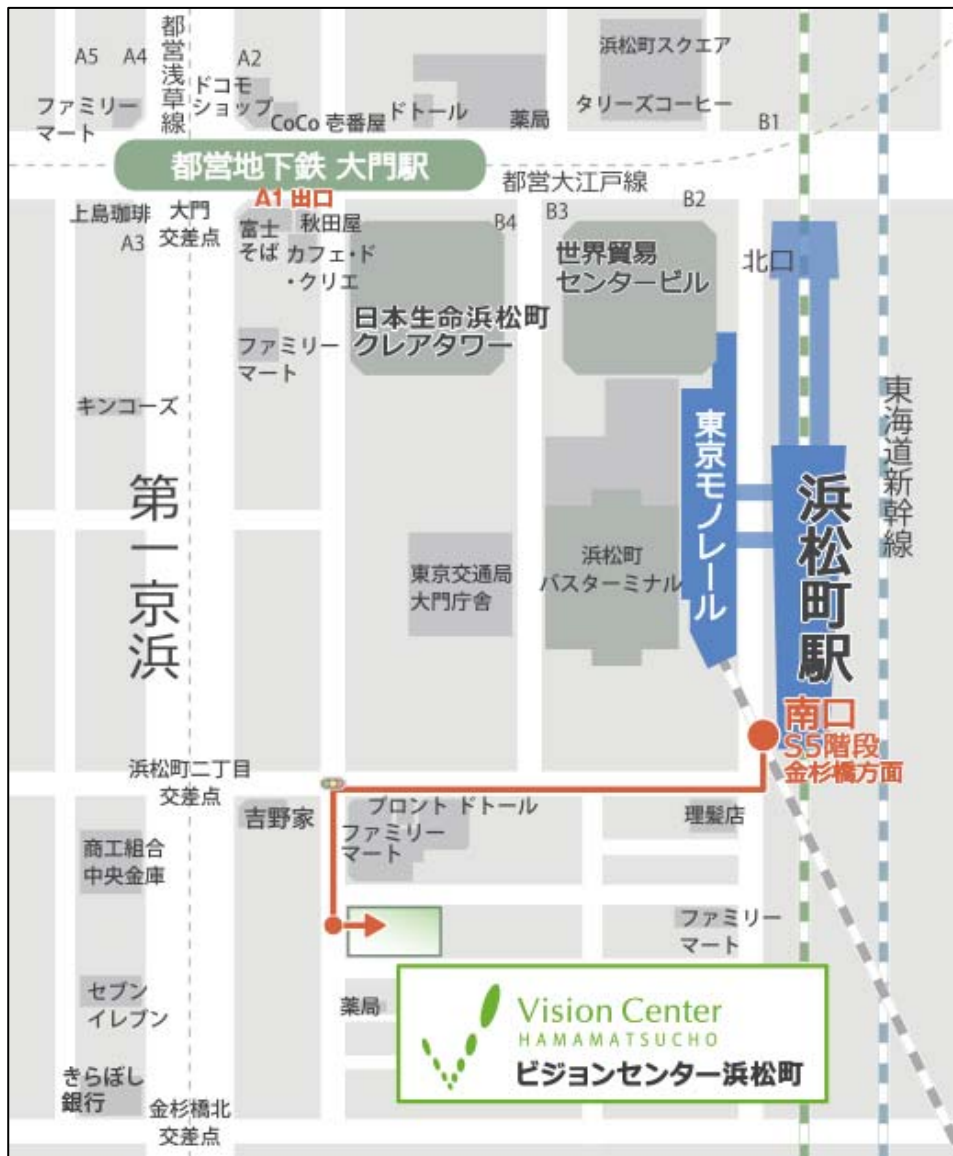 都営浅草線
浜松町スクエア
A5
A4
A2
ドコモ
ショップ
ファミリー
マート
CoCo 壱番屋
ドトール
薬局
タリーズコーヒー
B1
都営地下鉄 大門駅
都営大江戸線
A1 出口
上島珈琲
A3
大門
交差点
富士
そば
秋田屋
カフェ・ド
・クリエ
B4
B3
B2
世界貿易
センタービル
北口
日本生命浜松町
クレアタワー
ファミリー
マート
キンコーズ
東海道新幹線
東京モノレール
浜松町駅
第一京浜
東京交通局
大門庁舎
浜松町
バスターミナル
南口
S5階段
金杉橋方面
浜松町二丁目
交差点
吉野家
プロント ドトール
ファミリー
マート
理髪店
商工組合
中央金庫
ファミリー
マート
セブン
イレブン
薬局
Vision Center
HAMAMATSUCHO
ビジョンセンター浜松町
きらぼし
銀行
金杉橋北
交差点